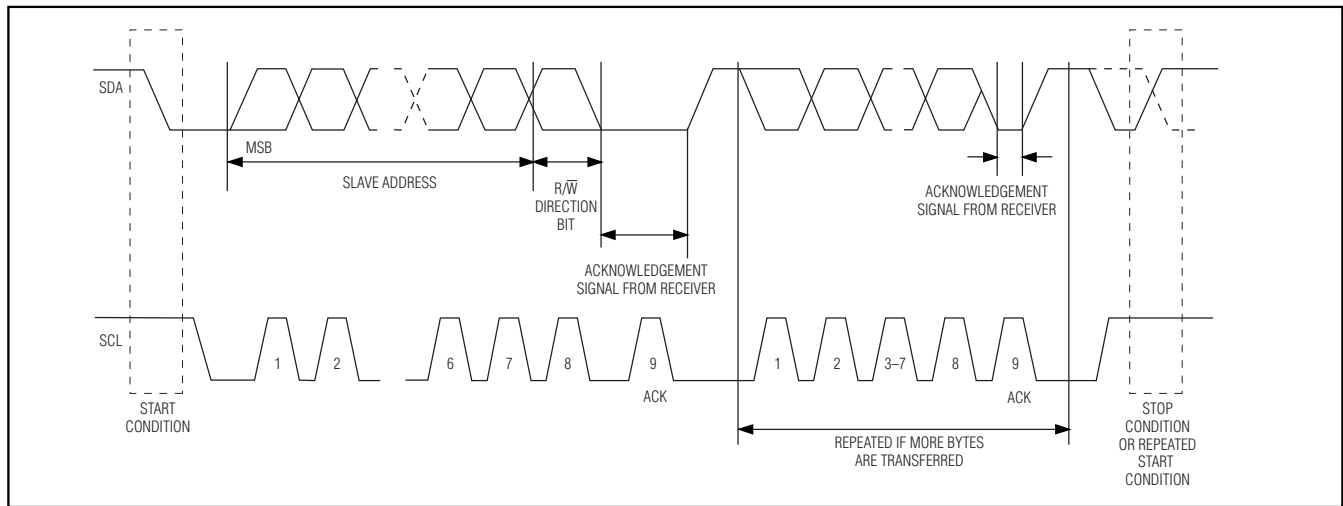 SDA
MSB
SLAVE ADDRESS
R/W̅
DIRECTION
BIT
ACKNOWLEDGEMENT
SIGNAL FROM RECEIVER
ACKNOWLEDGEMENT
SIGNAL FROM RECEIVER
SCL
1
2
6
7
8
9
ACK
1
2
3–7
8
9
ACK
START
CONDITION
REPEATED IF MORE BYTES
ARE TRANSFERRED
STOP
CONDITION
OR REPEATED
START
CONDITION